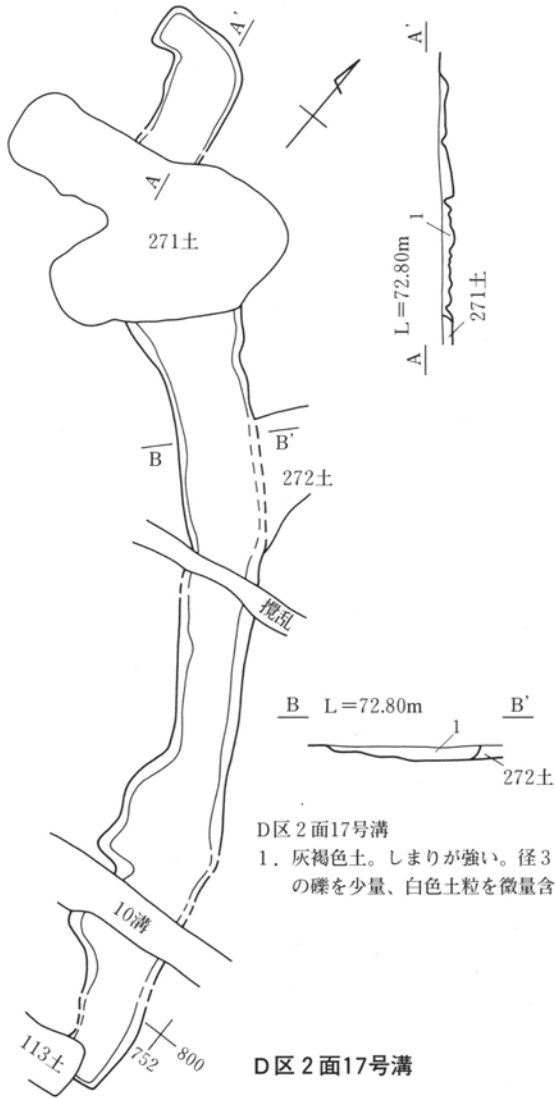 A'
A
271土
B
B'
272土
攪乱
10溝
113土
752
800
A'
1
L＝72.80m
271土
A
B L＝72.80m B'
1
272土
D区2面17号溝
1．灰褐色土。しまりが強い。径3
の礫を少量、白色土粒を微量含
D区2面17号溝